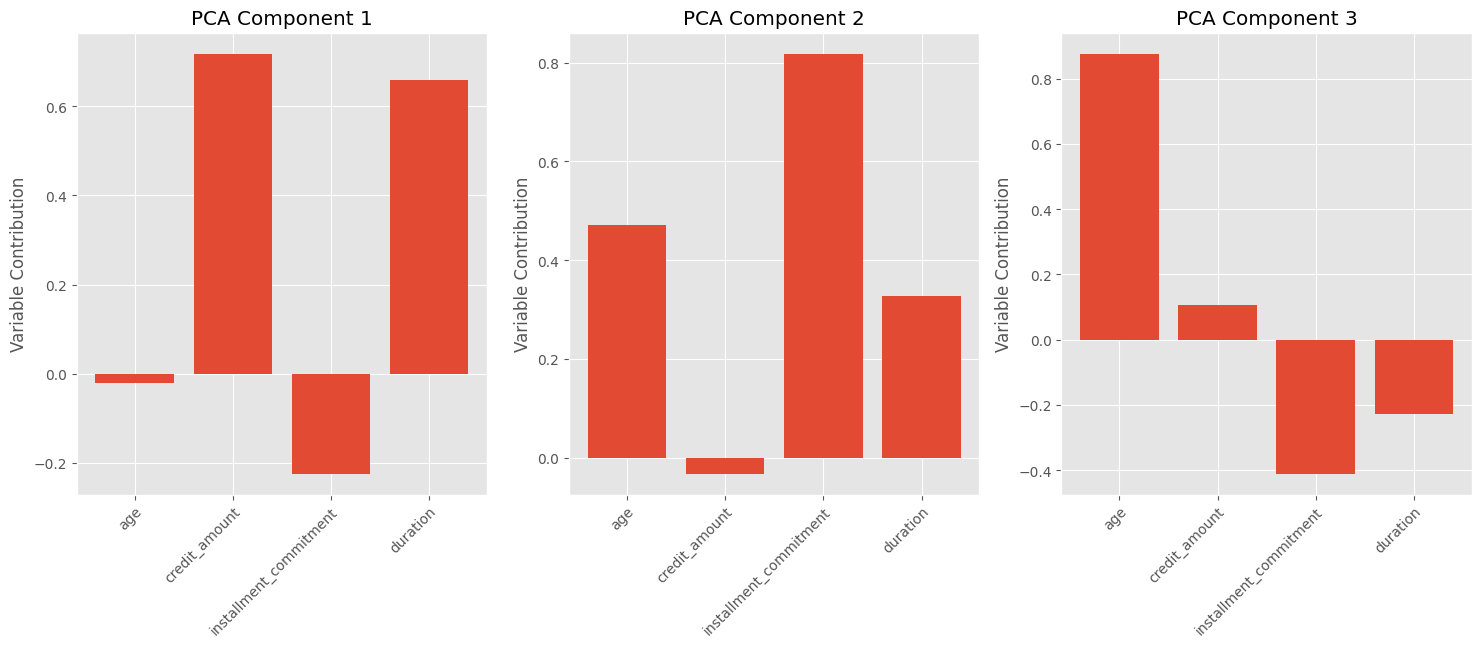 PCA Component 1
Variable Contribution
0.6
0.4
0.2
0.0
−0.2
age
credit_amount
installment_commitment
duration
PCA Component 2
Variable Contribution
0.8
0.6
0.4
0.2
0.0
age
credit_amount
installment_commitment
duration
PCA Component 3
Variable Contribution
0.8
0.6
0.4
0.2
0.0
−0.2
−0.4
age
credit_amount
installment_commitment
duration